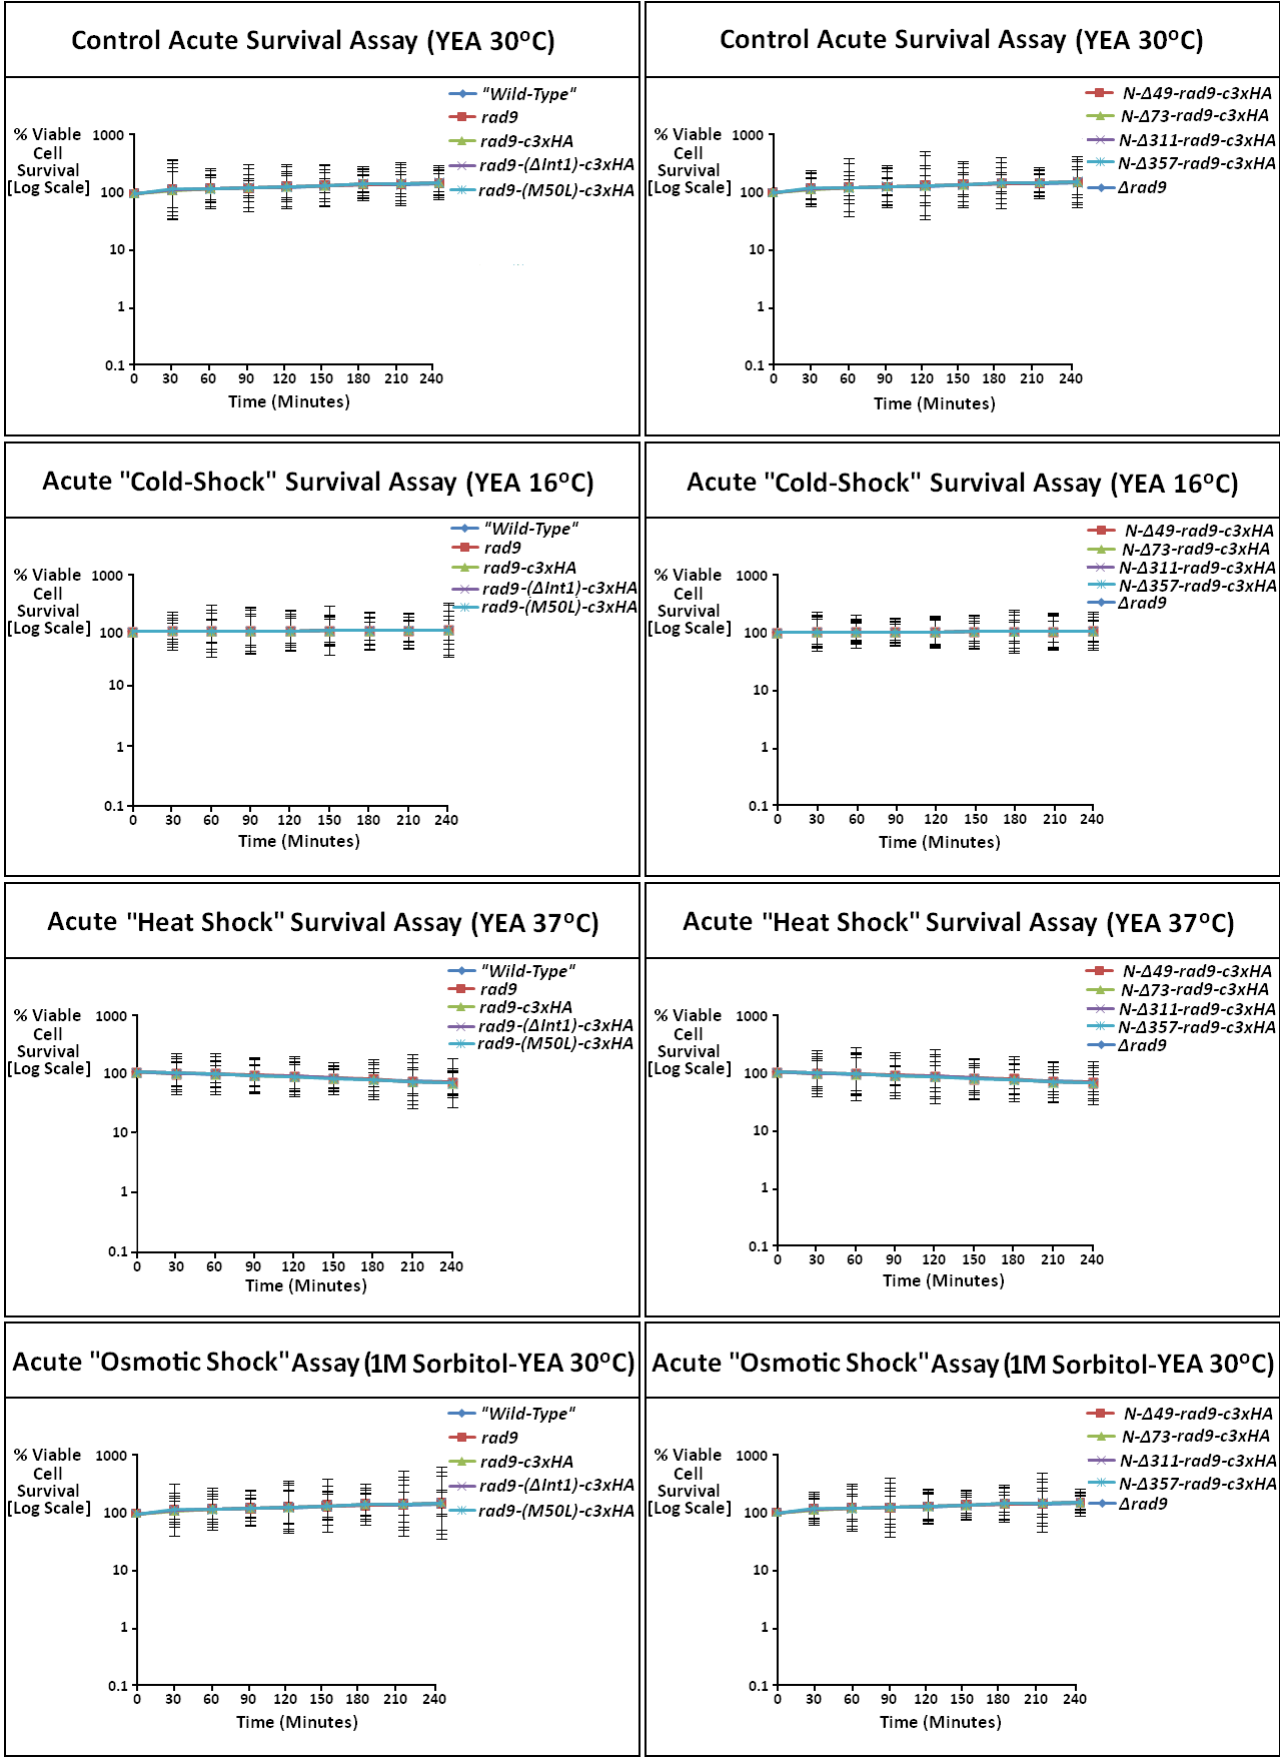 Control Acute Survival Assay (YEA 30°C)
% Viable
Cell
Survival
[Log Scale]
1000
100
10
1
0.1
0 30 60 90 120 150 180 210 240
Time (Minutes)
"Wild-Type"
rad9
rad9-c3xHA
rad9-(ΔInt1)-c3xHA
rad9-(M50L)-c3xHA
Control Acute Survival Assay (YEA 30°C)
% Viable
Cell
Survival
[Log Scale]
1000
100
10
1
0.1
0 30 60 90 120 150 180 210 240
Time (Minutes)
N-Δ49-rad9-c3xHA
N-Δ73-rad9-c3xHA
N-Δ311-rad9-c3xHA
N-Δ357-rad9-c3xHA
Δrad9
Acute "Cold-Shock" Survival Assay (YEA 16°C)
% Viable
Cell
Survival
[Log Scale]
1000
100
10
1
0.1
0 30 60 90 120 150 180 210 240
Time (Minutes)
"Wild-Type"
rad9
rad9-c3xHA
rad9-(ΔInt1)-c3xHA
rad9-(M50L)-c3xHA
Acute "Cold-Shock" Survival Assay (YEA 16°C)
% Viable
Cell
Survival
[Log Scale]
1000
100
10
1
0.1
0 30 60 90 120 150 180 210 240
Time (Minutes)
N-Δ49-rad9-c3xHA
N-Δ73-rad9-c3xHA
N-Δ311-rad9-c3xHA
N-Δ357-rad9-c3xHA
Δrad9
Acute "Heat Shock" Survival Assay (YEA 37°C)
% Viable
Cell
Survival
[Log Scale]
1000
100
10
1
0.1
0 30 60 90 120 150 180 210 240
Time (Minutes)
"Wild-Type"
rad9
rad9-c3xHA
rad9-(ΔInt1)-c3xHA
rad9-(M50L)-c3xHA
Acute "Heat Shock" Survival Assay (YEA 37°C)
% Viable
Cell
Survival
[Log Scale]
1000
100
10
1
0.1
0 30 60 90 120 150 180 210 240
Time (Minutes)
N-Δ49-rad9-c3xHA
N-Δ73-rad9-c3xHA
N-Δ311-rad9-c3xHA
N-Δ357-rad9-c3xHA
Δrad9
Acute "Osmotic Shock" Assay (1M Sorbitol-YEA 30°C)
% Viable
Cell
Survival
[Log Scale]
1000
100
10
1
0.1
0 30 60 90 120 150 180 210 240
Time (Minutes)
"Wild-Type"
rad9
rad9-c3xHA
rad9-(ΔInt1)-c3xHA
rad9-(M50L)-c3xHA
Acute "Osmotic Shock" Assay (1M Sorbitol-YEA 30°C)
% Viable
Cell
Survival
[Log Scale]
1000
100
10
1
0.1
0 30 60 90 120 150 180 210 240
Time (Minutes)
N-Δ49-rad9-c3xHA
N-Δ73-rad9-c3xHA
N-Δ311-rad9-c3xHA
N-Δ357-rad9-c3xHA
Δrad9